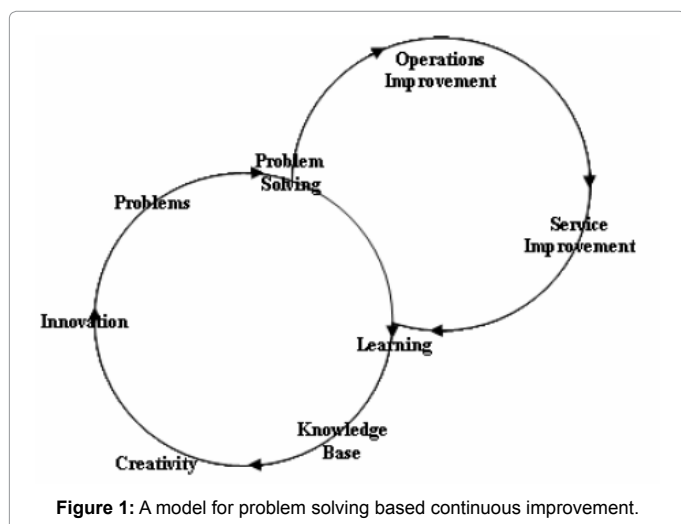 Operations
Improvement
Problem
Solving
Problems
Service
Improvement
Innovation
Learning
Knowledge
Base
Creativity
Figure 1: A model for problem solving based continuous improvement.